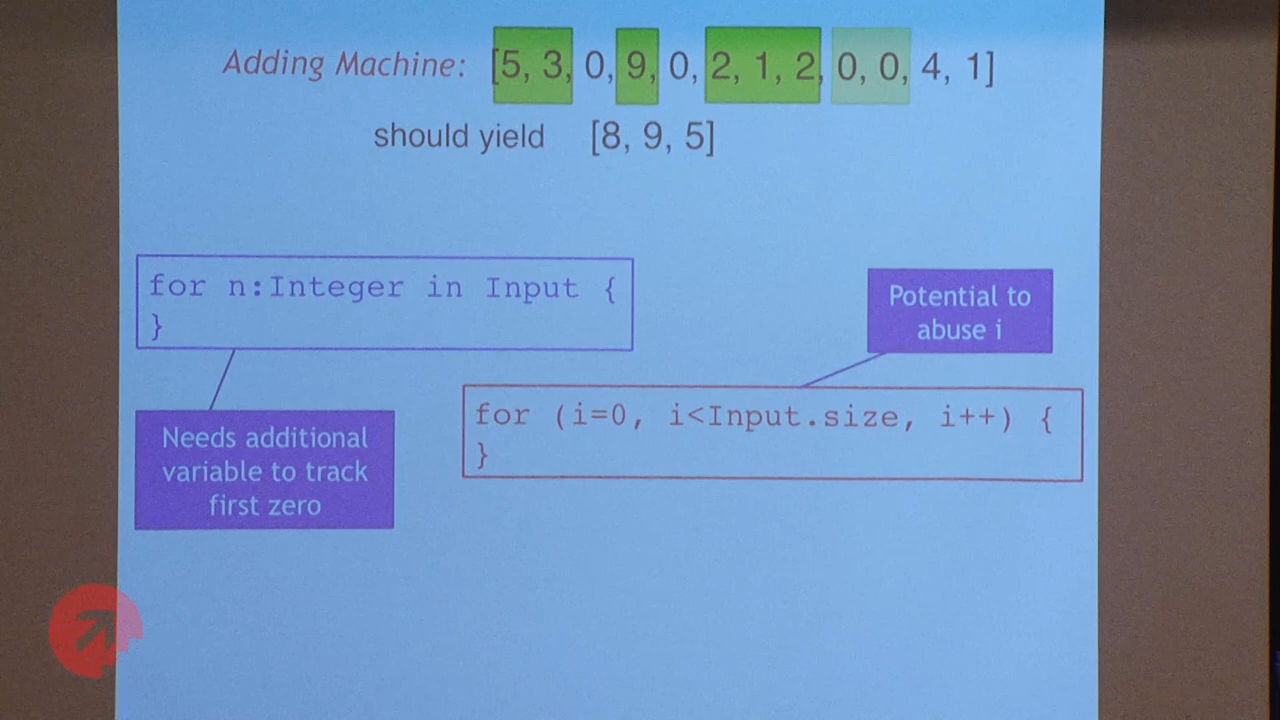 Adding Machine: [5, 3, 0, 9, 0, 2, 1, 2, 0, 0, 4, 1]
should yield [8, 9, 5]
for n:Integer in Input {
}
Potential to
abuse i
Needs additional
variable to track
first zero
for (i=0, i<Input.size, i++) {
}